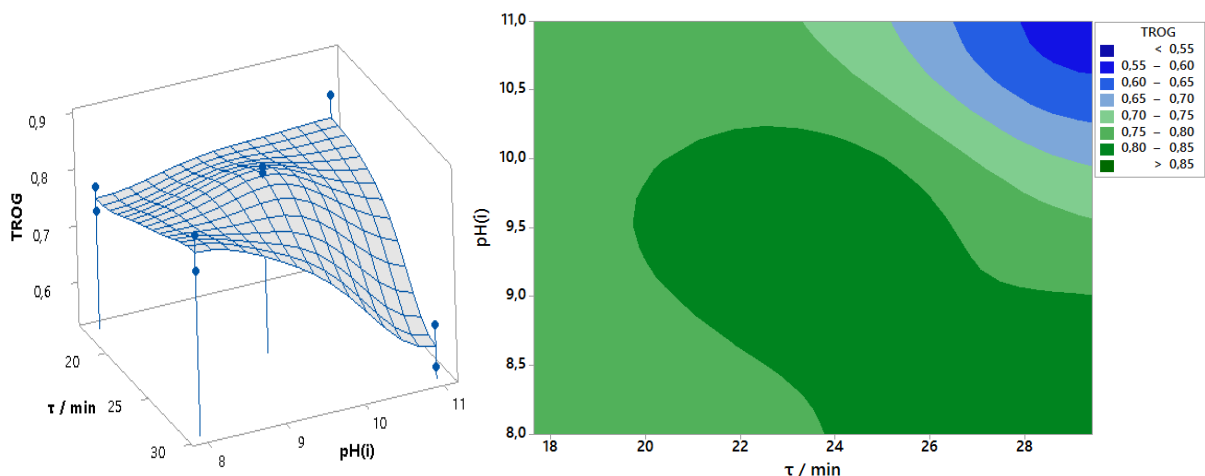 0,9
0,8
0,7
0,6
TROG
20
25
30
τ / min
8
9
10
11
pH(i)
11,0
10,5
10,0
9,5
9,0
8,5
8,0
pH(i)
18
20
22
24
26
28
τ / min
TROG
< 0,55
0,55 – 0,60
0,60 – 0,65
0,65 – 0,70
0,70 – 0,75
0,75 – 0,80
0,80 – 0,85
> 0,85